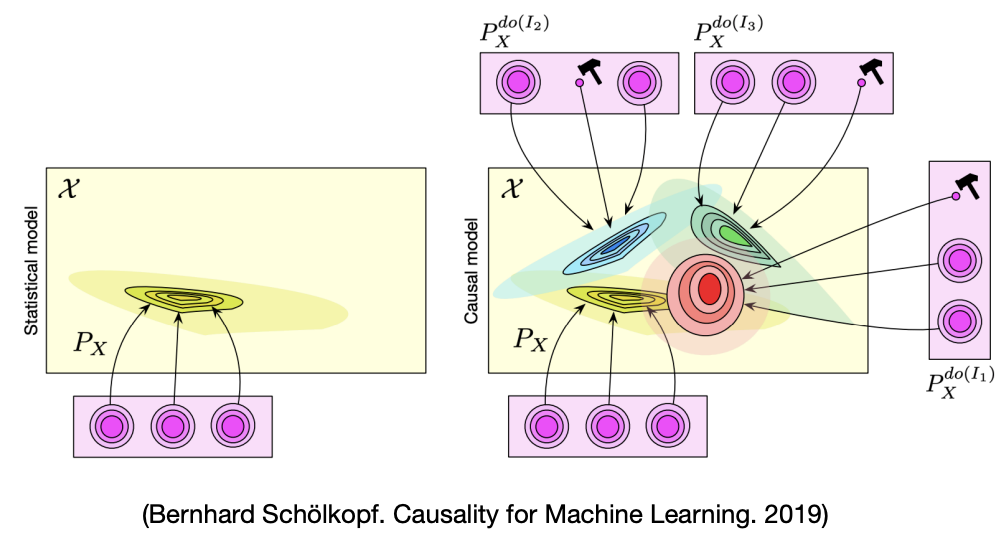 P_X^{do(I_2)}
P_X^{do(I_3)}
Statistical model
𝒳
P_X
Causal model
𝒳
P_X
P_X^{do(I_1)}
(Bernhard Schölkopf. Causality for Machine Learning. 2019)